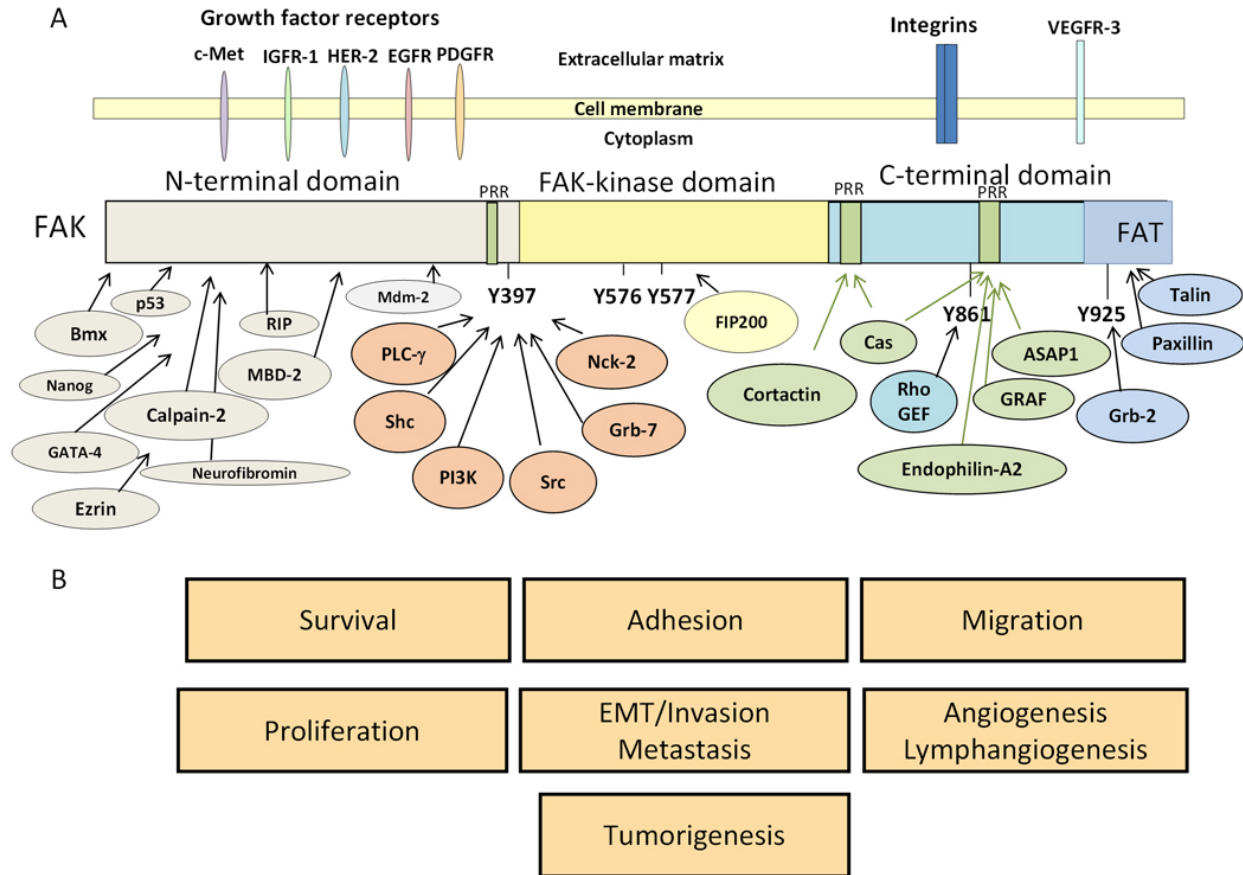 A
Growth factor receptors
c-Met
IGFR-1
HER-2
EGFR
PDGFR
Extracellular matrix
Integrins
VEGFR-3
Cell membrane
Cytoplasm
N-terminal domain
FAK-kinase domain
C-terminal domain
PRR
PRR
PRR
FAK
FAT
Bmx
p53
RIP
Mdm-2
Y397
Y576
Y577
FIP200
Y861
Y925
Talin
Paxillin
Nanog
MBD-2
PLC-γ
Nck-2
Cas
ASAP1
Calpain-2
Shc
Grb-7
Cortactin
Rho
GEF
GRAF
Grb-2
GATA-4
Neurofibromin
PI3K
Src
Endophilin-A2
Ezrin
B
Survival
Adhesion
Migration
Proliferation
EMT/Invasion
Metastasis
Angiogenesis
Lymphangiogenesis
Tumorigenesis